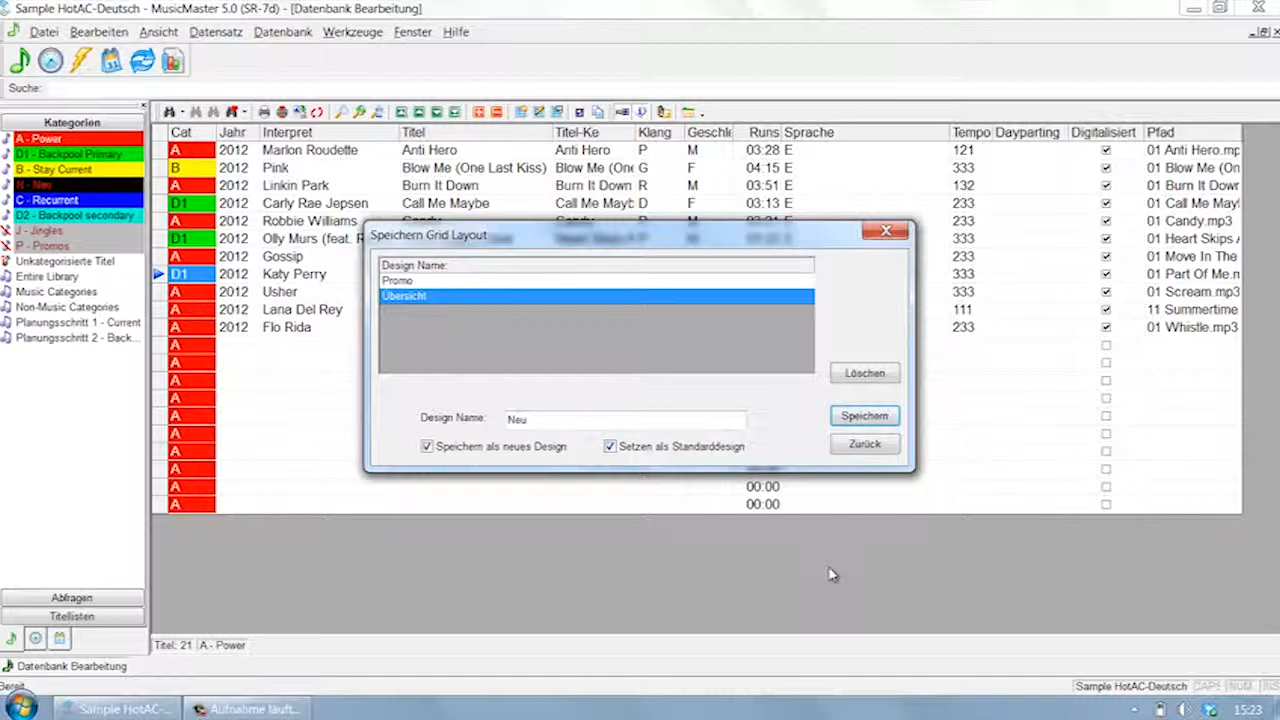 Sample HotAC-Deutsch - MusicMaster 5.0 (SR-7d) - [Datenbank Bearbeitung]
Datei Bearbeiten Ansicht Datensatz Datenbank Werkzeuge Fenster Hilfe
Suche:
Kategorien
A - Power
D1 - Backpool Primary
B - Stay Current
N - Neu
C - Recurrent
D2 - Backpool secondary
J - Jingles
P - Promos
Unkategorisierte Titel
Entire Library
Music Categories
Non-Music Categories
Planungsschritt 1 - Current
Planungsschritt 2 - Back...
Abfragen
Titellisten
Cat Jahr Interpret Titel Titel-Ke Klang Geschle Runs Sprache Tempo Dayparting Digitalisiert Pfad
A 2012 Marlon Roudette Anti Hero Anti Hero P M 03:28 E 121 01 Anti Hero.mp
B 2012 Pink Blow Me (One Last Kiss) Blow Me (One G F 04:15 E 333 01 Blow Me (On
A 2012 Linkin Park Burn It Down Burn It Down R M 03:51 E 132 01 Burn It Down
D1 2012 Carly Rae Jepsen Call Me Maybe Call Me Mayb D F 03:13 E 233 01 Call Me May
A 2012 Robbie Williams 233 01 Candy.mp3
D1 2012 Olly Murs (feat. R 233 01 Heart Skips A
A 2012 Gossip 233 01 Move In The
D1 2012 Katy Perry 333 01 Part Of Me.n
A 2012 Usher 333 01 Scream.mp3
A 2012 Lana Del Rey 111 11 Summertime
A 2012 Flo Rida 233 01 Whistle.mp3
A
A
A
A
A
A
A
A
A 00:00
A 00:00
Speichern Grid Layout
Design Name:
Promo
Übersicht
Löschen
Design Name: Neu
Speichern
Speichern als neues Design Setzen als Standarddesign
Zurück
Titel: 21 A - Power
Datenbank Bearbeitung
Bereit
Sample HotAC-Deutsch CAPS NUM
Sample HotAC-... Aufnahme läuft... 15:23